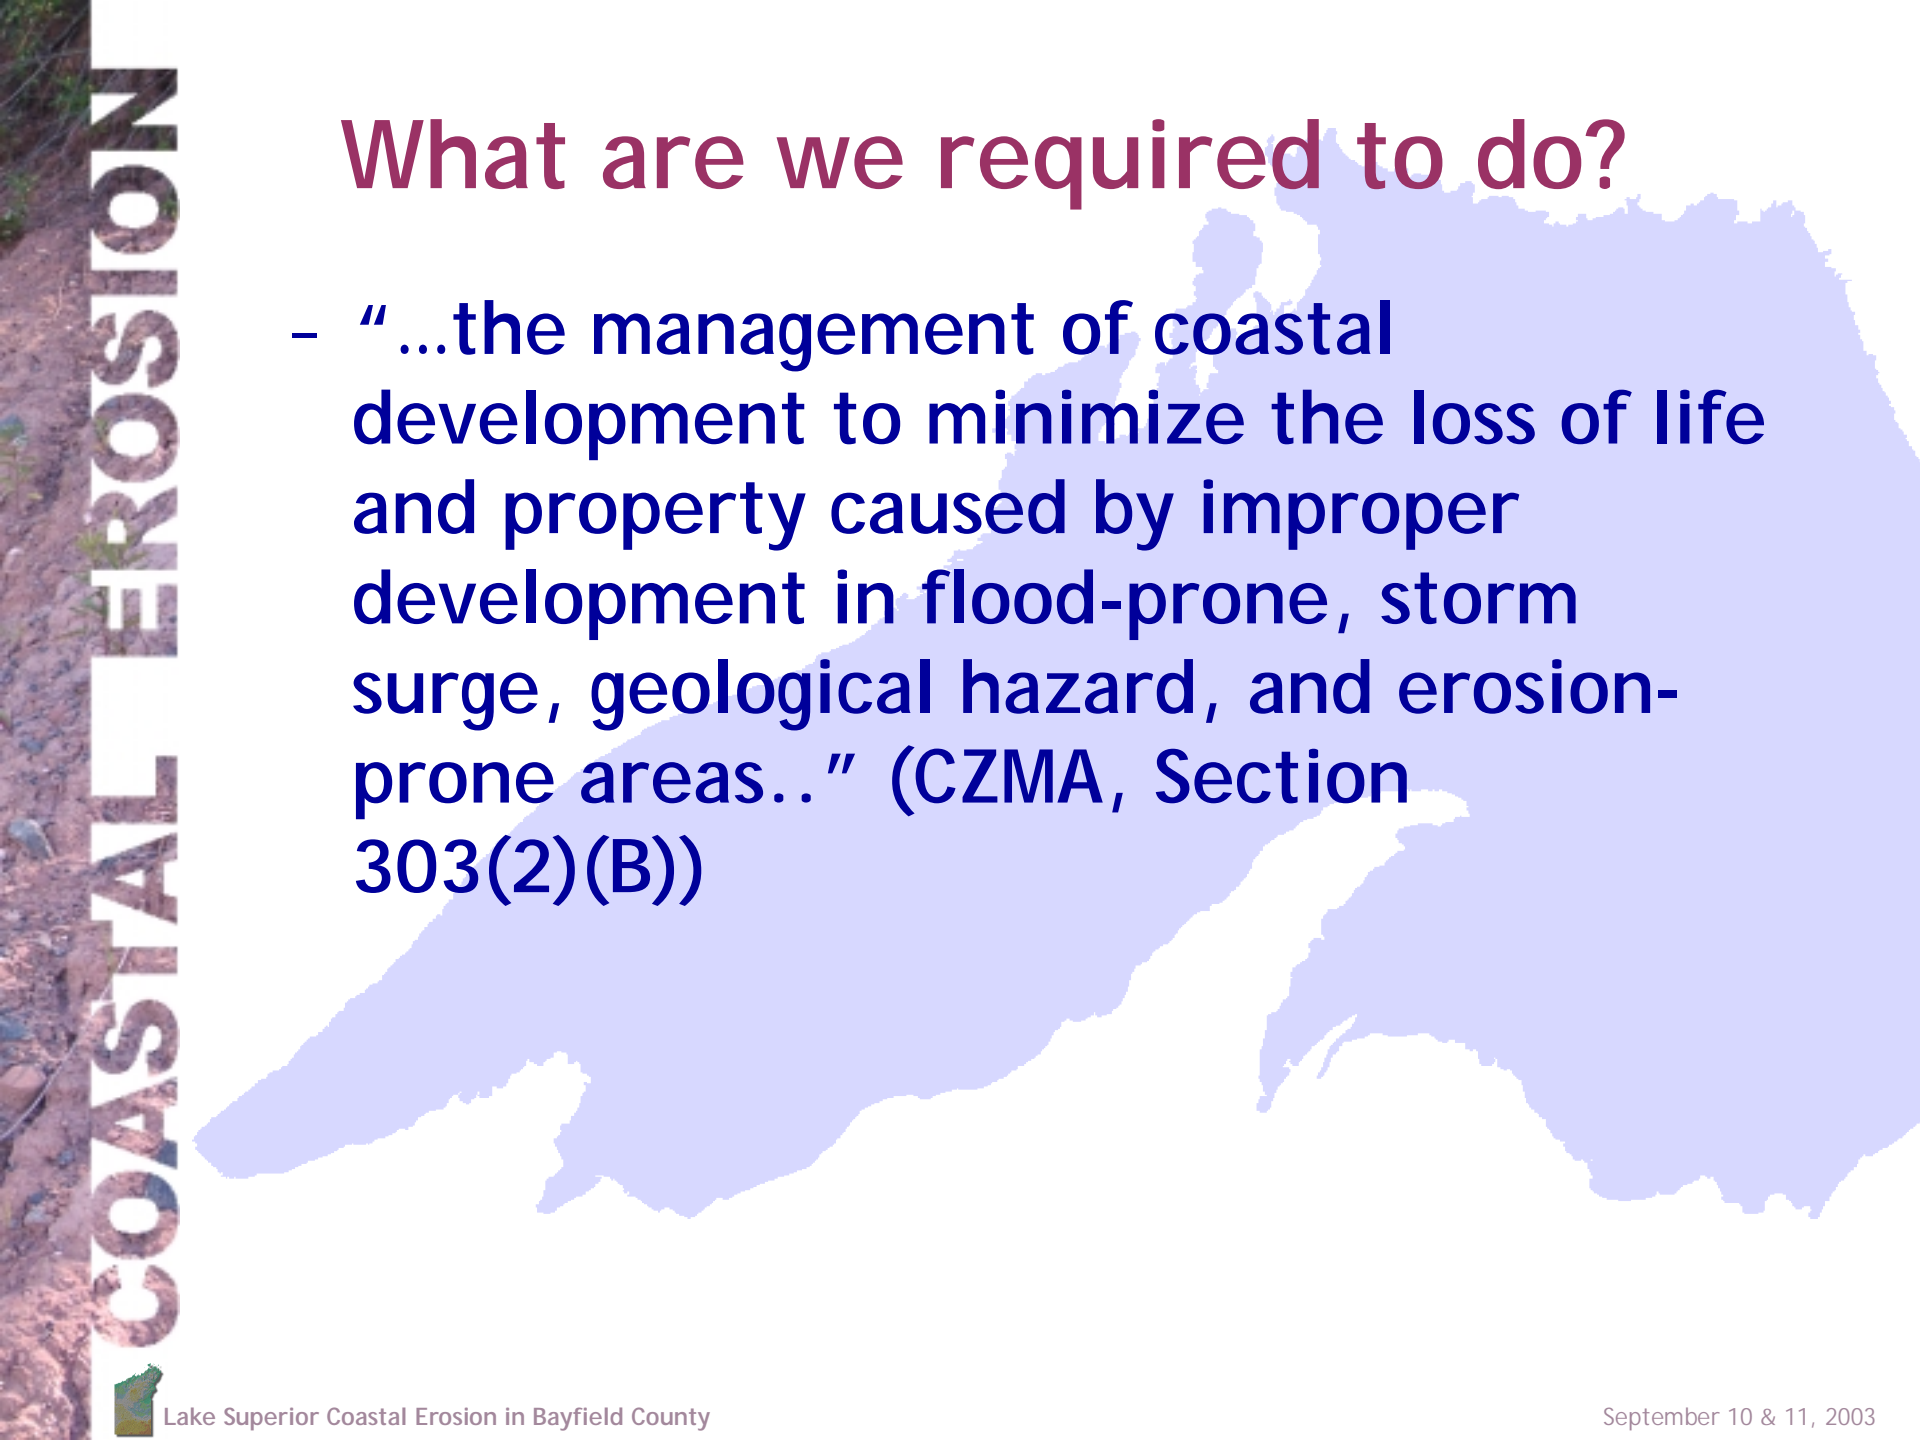 COASTAL EROSION
What are we required to do?
– “…the management of coastal
development to minimize the loss of life
and property caused by improper
development in flood-prone, storm
surge, geological hazard, and erosion-
prone areas..” (CZMA, Section
303(2)(B))
Lake Superior Coastal Erosion in Bayfield County
September 10 & 11, 2003